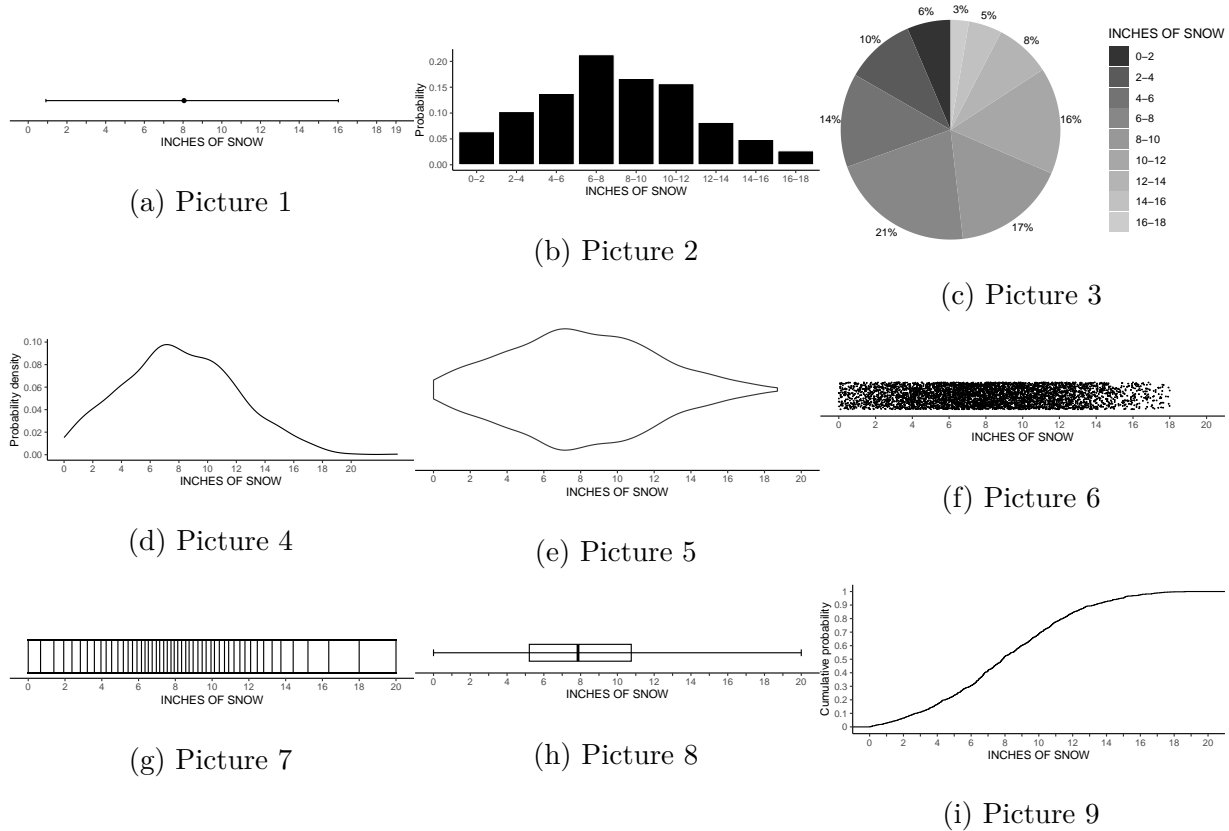 0 2 4 6 8 10 12 14 16 18 19
INCHES OF SNOW
(a) Picture 1
Probability
0.20
0.15
0.10
0.05
0.00
0–2 2–4 4–6 6–8 8–10 10–12 12–14 14–16 16–18
INCHES OF SNOW
(b) Picture 2
6% 3% 5%
10% 8%
14% 16%
21% 17%
INCHES OF SNOW
0–2
2–4
4–6
6–8
8–10
10–12
12–14
14–16
16–18
(c) Picture 3
Probability density
0.10
0.08
0.06
0.04
0.02
0.00
0 2 4 6 8 10 12 14 16 18 20
INCHES OF SNOW
(d) Picture 4
0 2 4 6 8 10 12 14 16 18 20
INCHES OF SNOW
(e) Picture 5
0 2 4 6 8 10 12 14 16 18 20
INCHES OF SNOW
(f) Picture 6
0 2 4 6 8 10 12 14 16 18 20
INCHES OF SNOW
(g) Picture 7
0 2 4 6 8 10 12 14 16 18 20
INCHES OF SNOW
(h) Picture 8
Cumulative probability
1
0.9
0.8
0.7
0.6
0.5
0.4
0.3
0.2
0.1
0
0 2 4 6 8 10 12 14 16 18 20
INCHES OF SNOW
(i) Picture 9